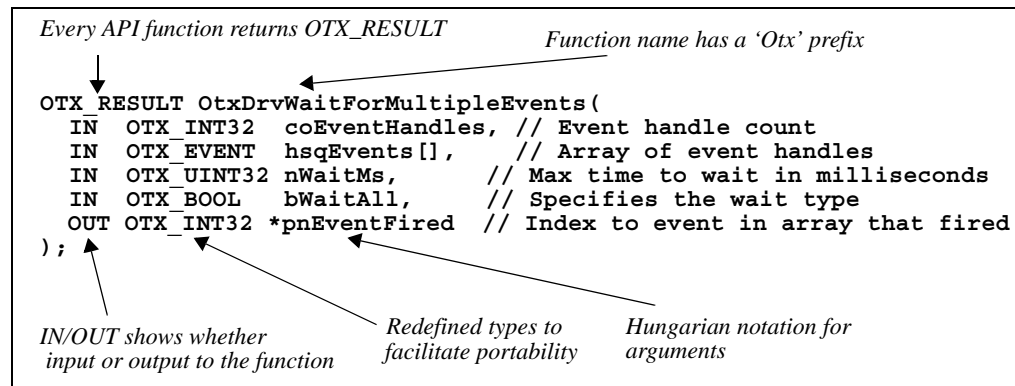 Every API function returns OTX_RESULT
Function name has a ‘Otx’ prefix
OTX_RESULT OtxDrvWaitForMultipleEvents(
IN OTX_INT32 coEventHandles, // Event handle count
IN OTX_EVENT hsqEvents[], // Array of event handles
IN OTX_UINT32 nWaitMs, // Max time to wait in milliseconds
IN OTX_BOOL bWaitAll, // Specifies the wait type
OUT OTX_INT32 *pnEventFired // Index to event in array that fired
);
IN/OUT shows whether
input or output to the function
Redefined types to
facilitate portability
Hungarian notation for
arguments